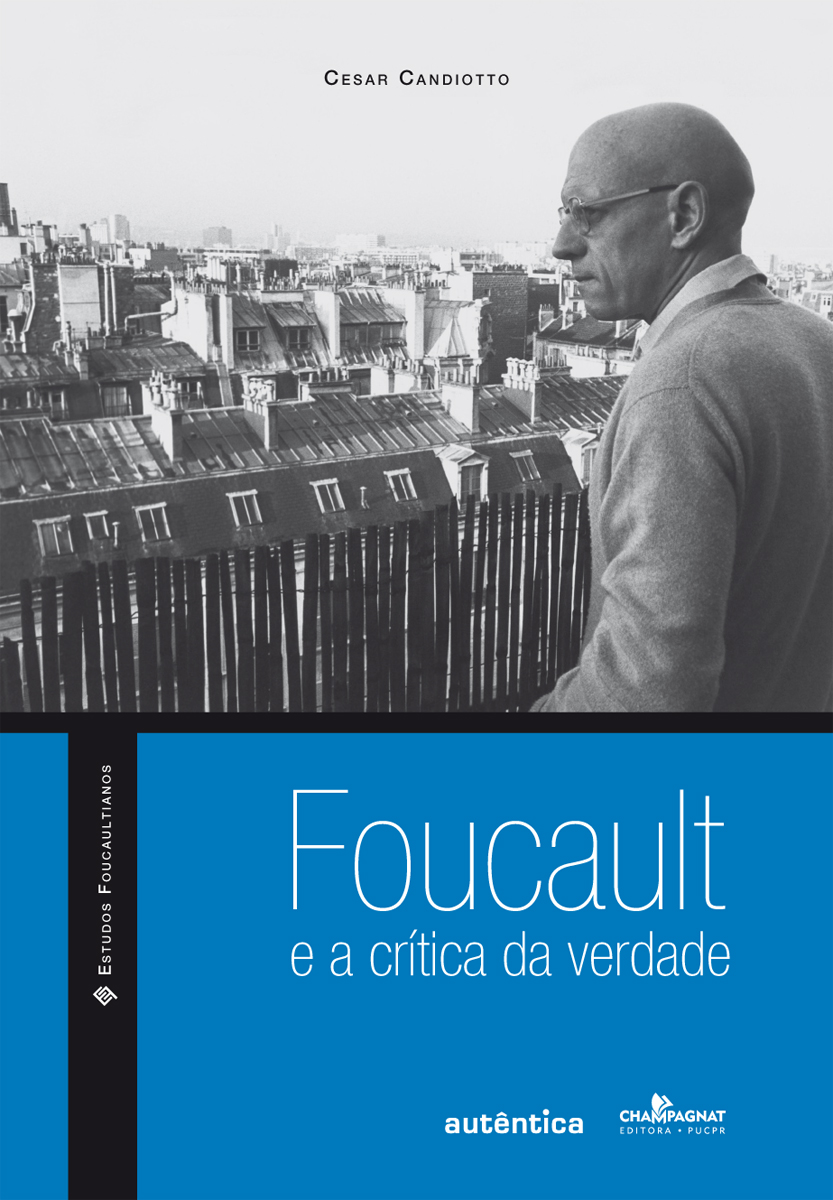 Cesar Candiotto
Estudos Foucaultianos
Foucault
e a crítica da verdade
autêntica
CHAMPAGNAT
EDITORA • PUCPR